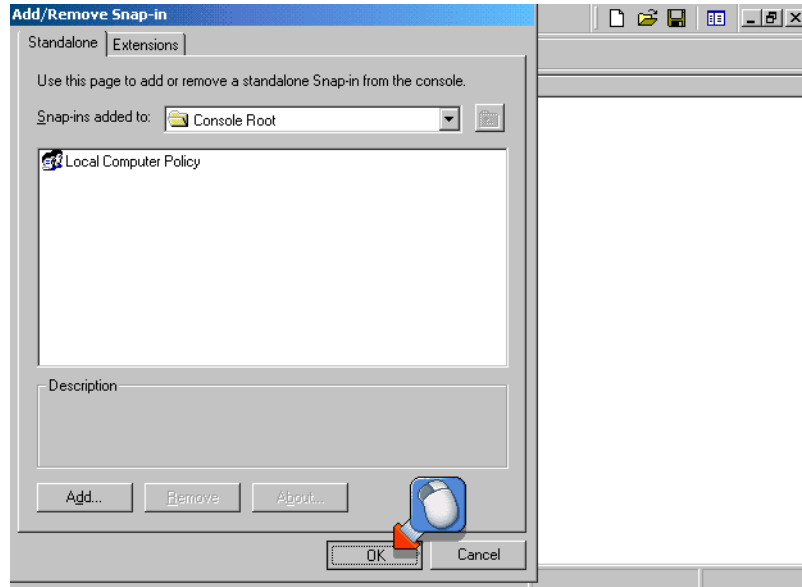 Add/Remove Snap-in
Standalone
Extensions
Use this page to add or remove a standalone Snap-in from the console.
Snap-ins added to:
Console Root
Local Computer Policy
Description
Add...
Remove
About...
OK
Cancel